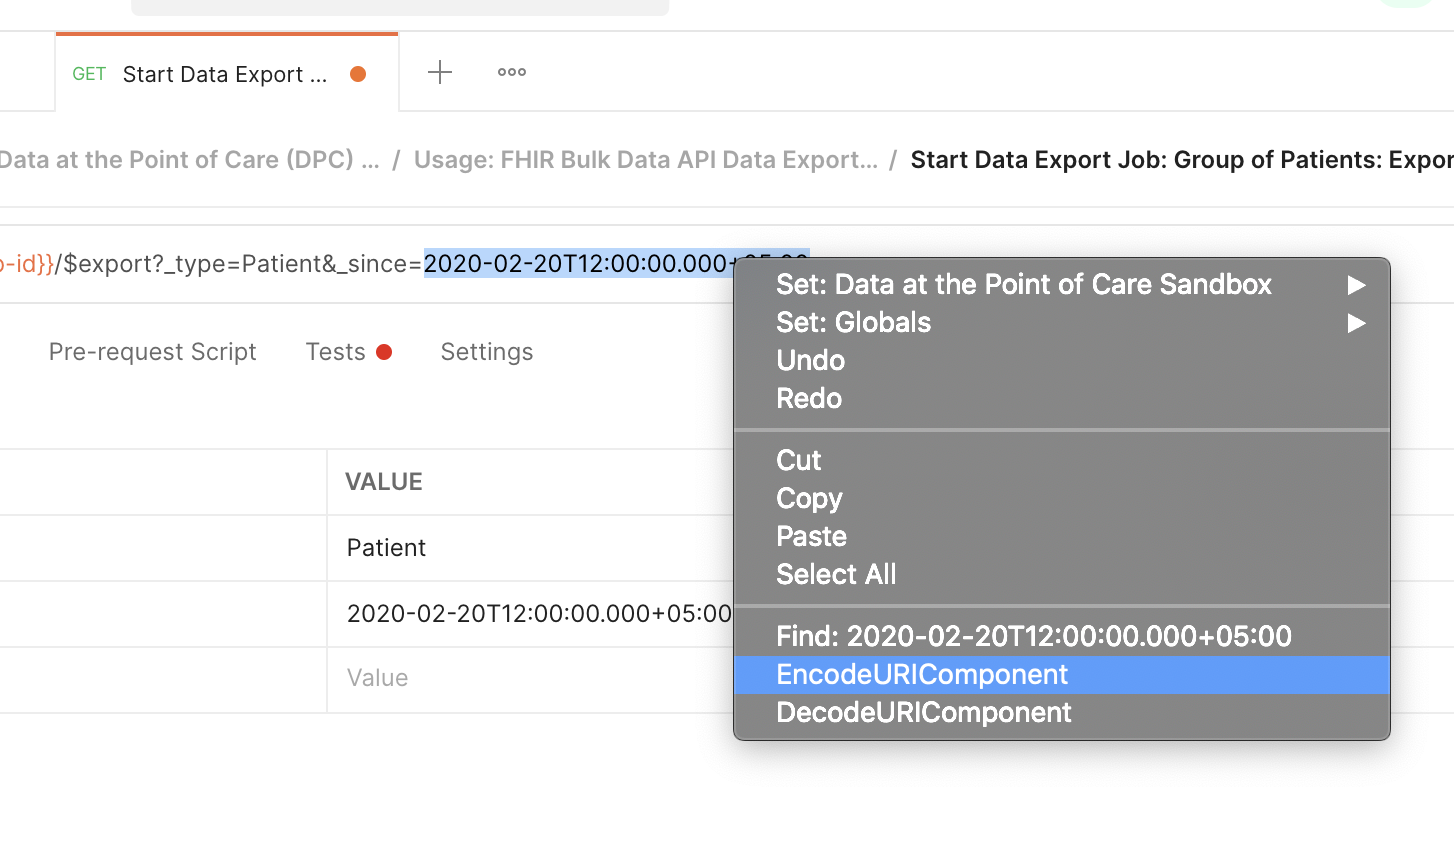 GET Start Data Export ...
Data at the Point of Care (DPC) ... / Usage: FHIR Bulk Data API Data Export... / Start Data Export Job: Group of Patients: Expor
-id}}/$export?_type=Patient&_since=2020-02-20T12:00:00.000+05:00
Set: Data at the Point of Care Sandbox
Set: Globals
Undo
Redo
Cut
Copy
Paste
Select All
Find: 2020-02-20T12:00:00.000+05:00
EncodeURIComponent
DecodeURIComponent
Pre-request Script Tests Settings
VALUE
Patient
2020-02-20T12:00:00.000+05:00
Value